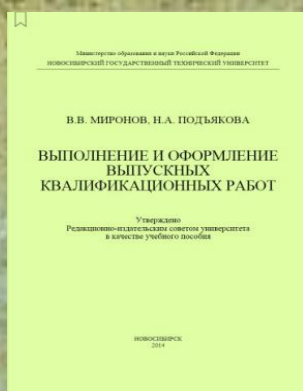 Министерство образования и науки Российской Федерации
НОВОСИБИРСКИЙ ГОСУДАРСТВЕННЫЙ ТЕХНИЧЕСКИЙ УНИВЕРСИТЕТ
В.В. МИРОНОВ, Н.А. ПОДЪЯКОВА
ВЫПОЛНЕНИЕ И ОФОРМЛЕНИЕ
ВЫПУСКНЫХ
КВАЛИФИКАЦИОННЫХ РАБОТ
Утверждено
Редакционно-издательским советом университета
в качестве учебного пособия
НОВОСИБИРСК
2014